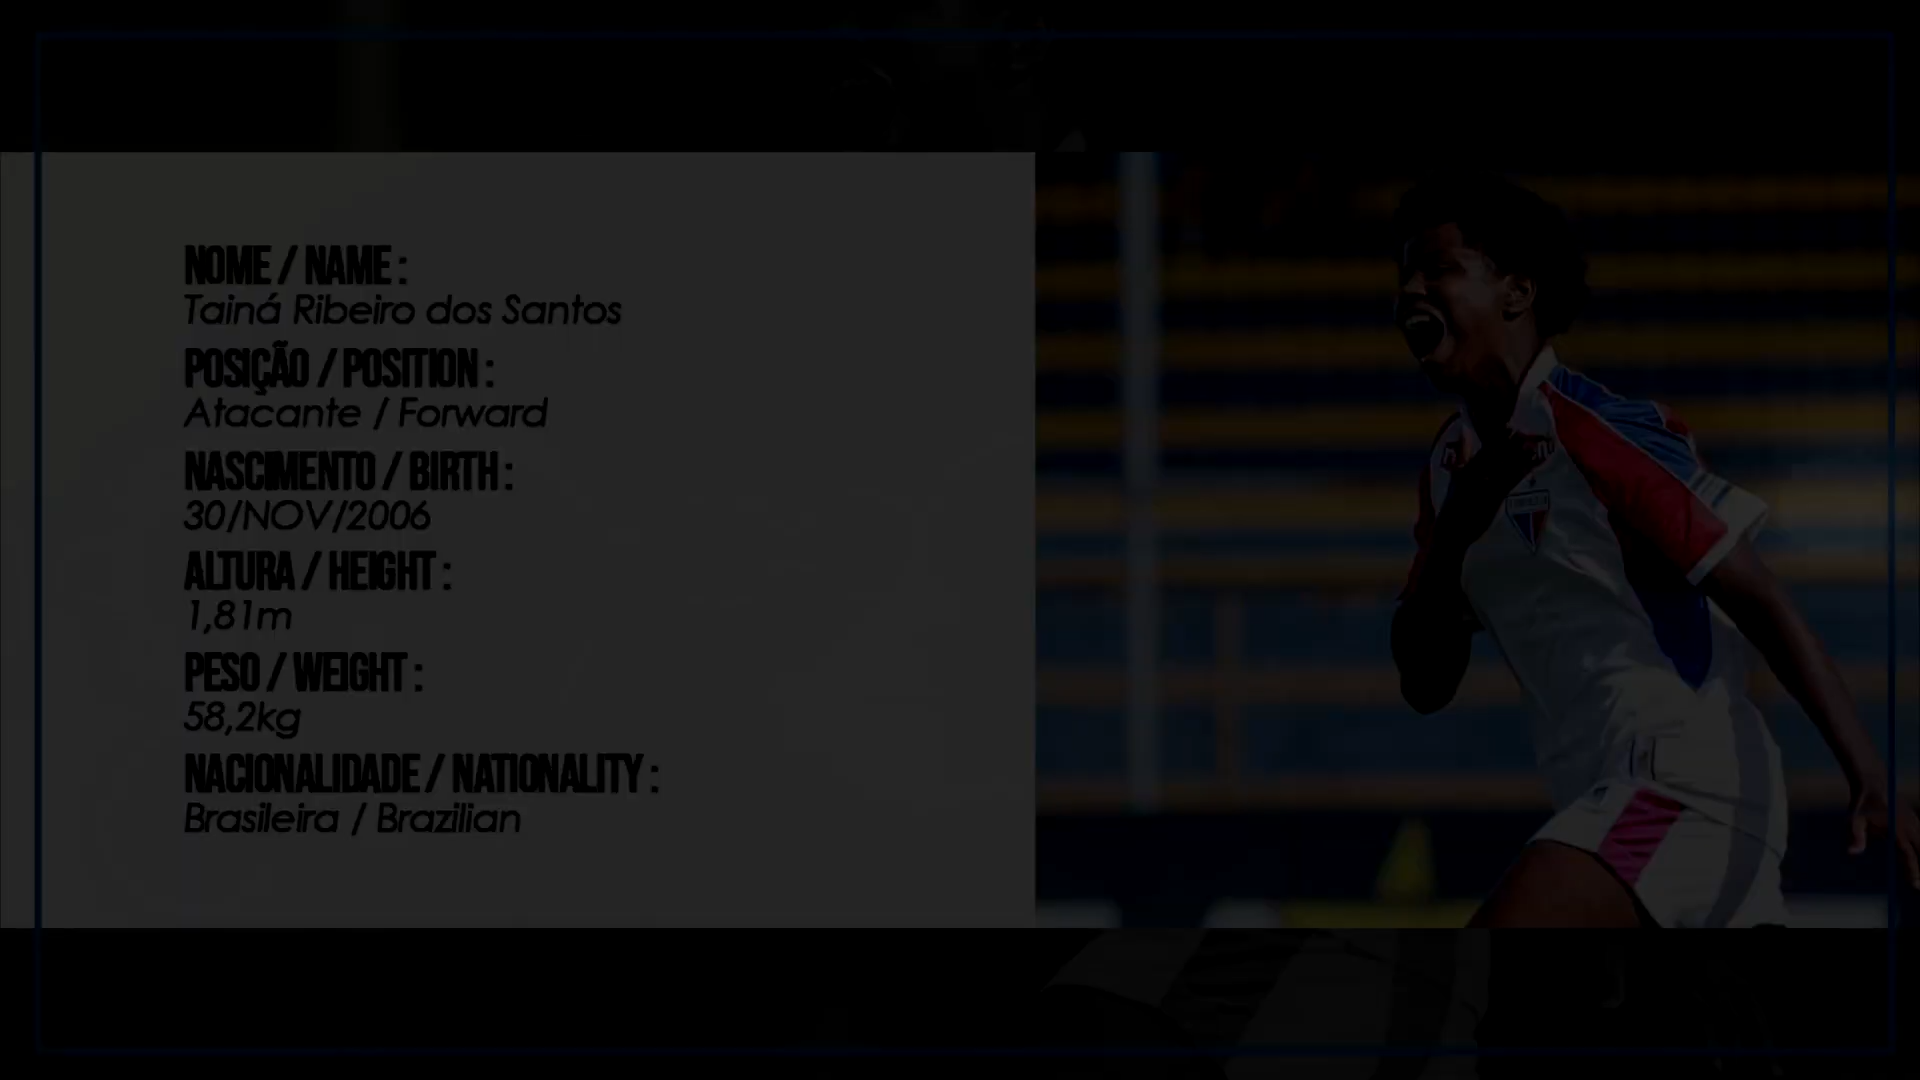 NOME / NAME :
Tainá Ribeiro dos Santos
POSIÇÃO / POSITION :
Atacante / Forward
NASCIMENTO / BIRTH :
30/NOV/2006
ALTURA / HEIGHT :
1,81m
PESO / WEIGHT :
58,2kg
NACIONALIDADE / NATIONALITY :
Brasileira / Brazilian